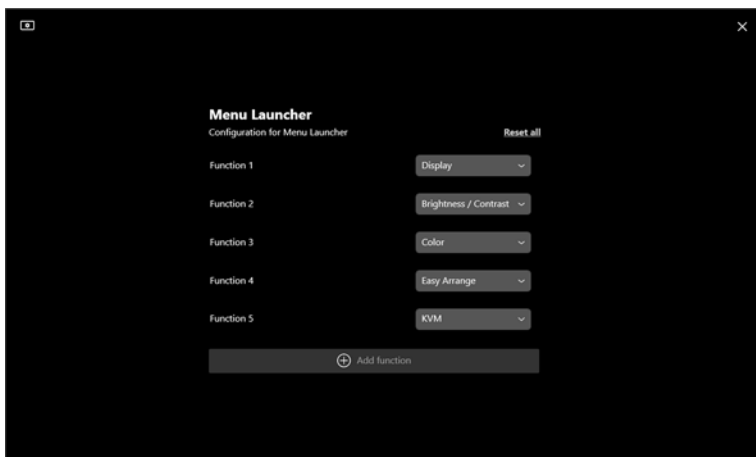 Menu Launcher
Configuration for Menu Launcher Reset all
Function 1 Display
Function 2 Brightness / Contrast
Function 3 Color
Function 4 Easy Arrange
Function 5 KVM
Add function